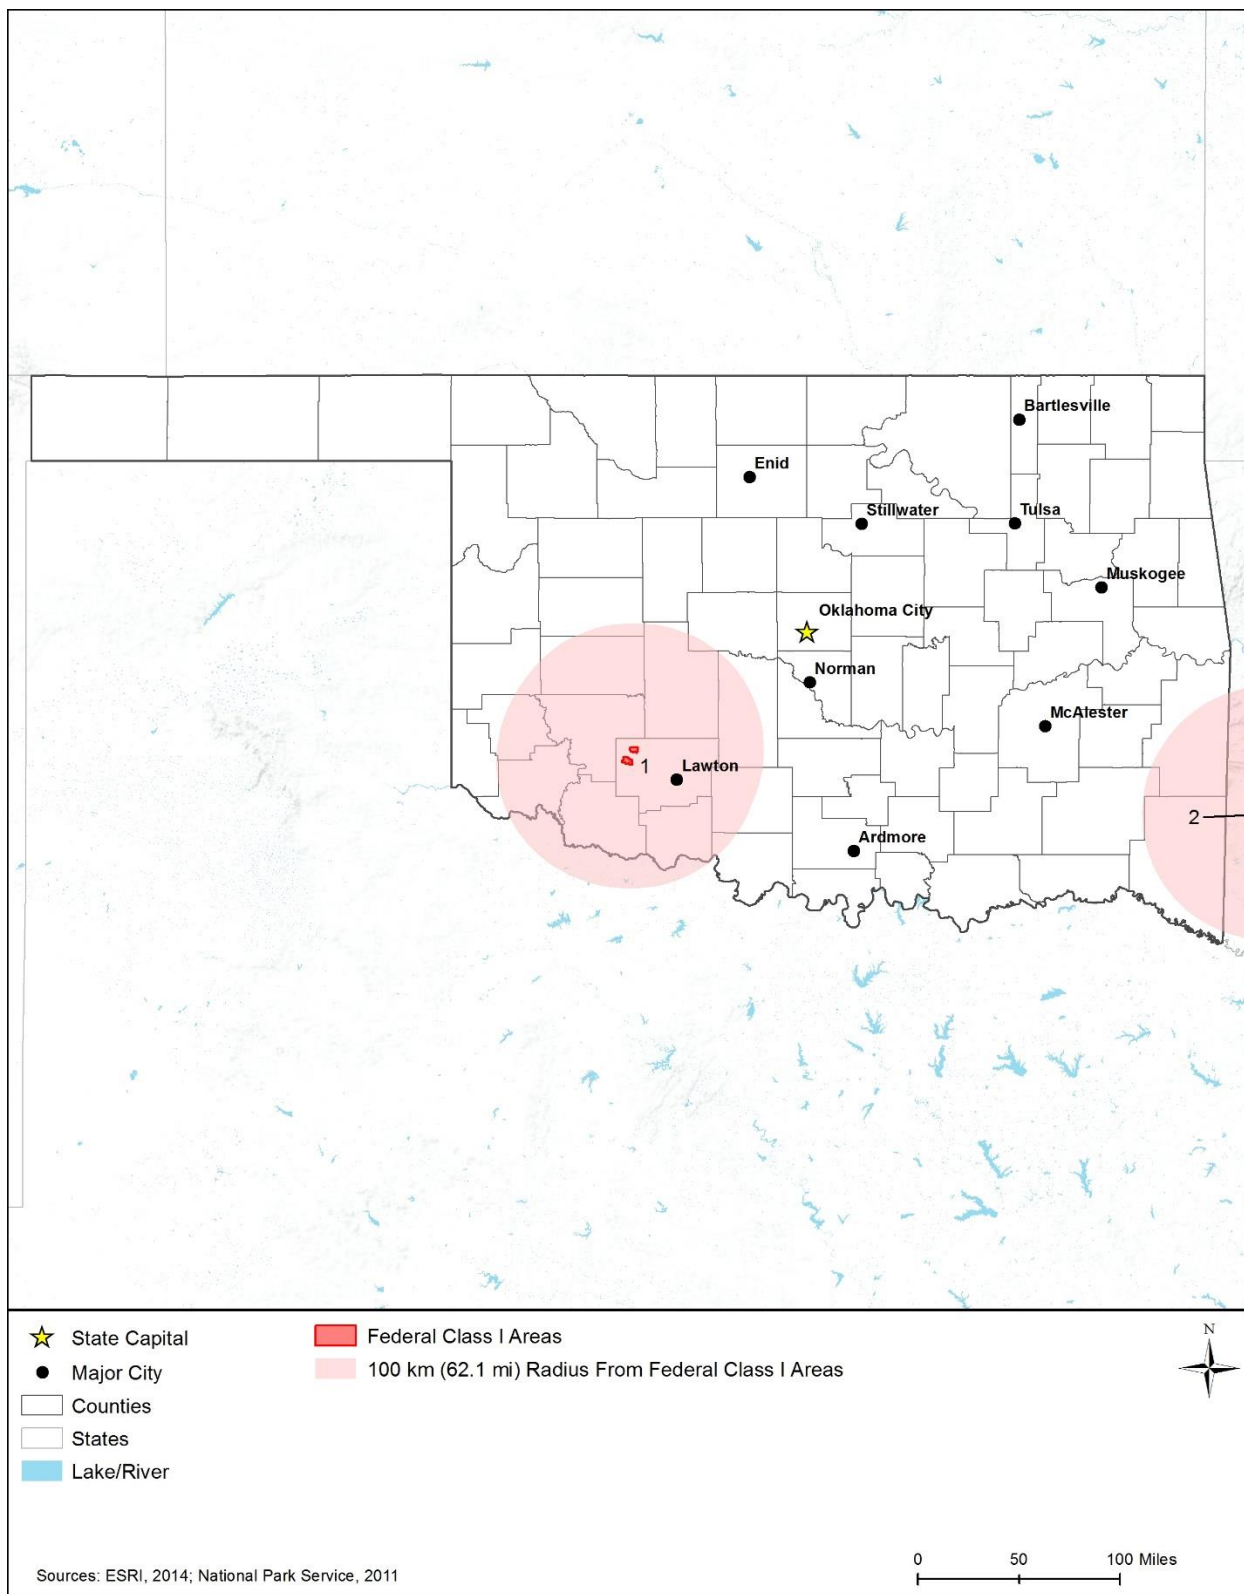 Bartlesville
Enid
Stillwater
Tulsa
Muskogee
Oklahoma City
Norman
McAlester
1
Lawton
2
Ardmore
State Capital
Major City
Counties
States
Lake/River
Federal Class I Areas
100 km (62.1 mi) Radius From Federal Class I Areas
N
Sources: ESRI, 2014; National Park Service, 2011
0 50 100 Miles